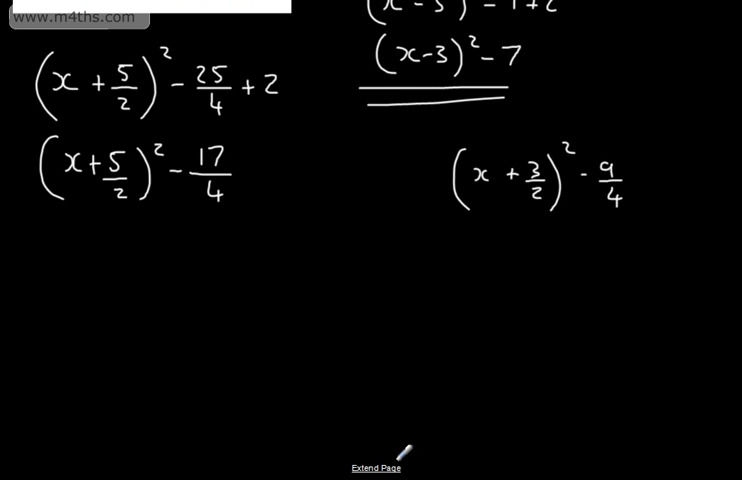 www.m4ths.com
(x + 5/2)² - 25/4 + 2
(x + 5/2)² - 17/4
(x - 3)² - 7
(x + 3/2)² - 9/4
Extend Page